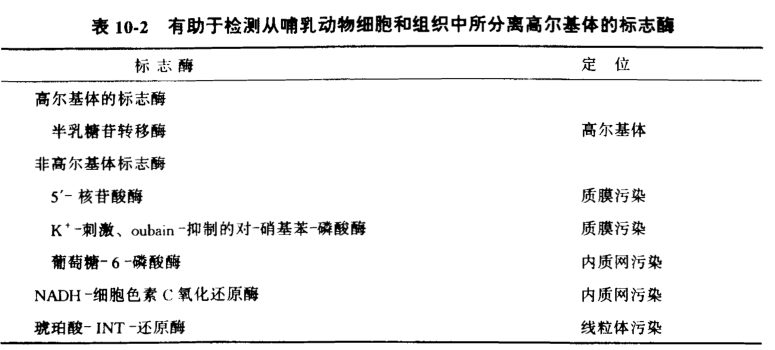 表 10-2 有助于检测从哺乳动物细胞和组织中所分离高尔基体的标志酶
标志酶 定位
高尔基体的标志酶
半乳糖苷转移酶 高尔基体
非高尔基体标志酶
5′-核苷酸酶 质膜污染
K⁺-刺激、oubain-抑制的对-硝基苯-磷酸酶 质膜污染
葡萄糖-6-磷酸酶 内质网污染
NADH-细胞色素C氧化还原酶 内质网污染
琥珀酸-INT-还原酶 线粒体污染